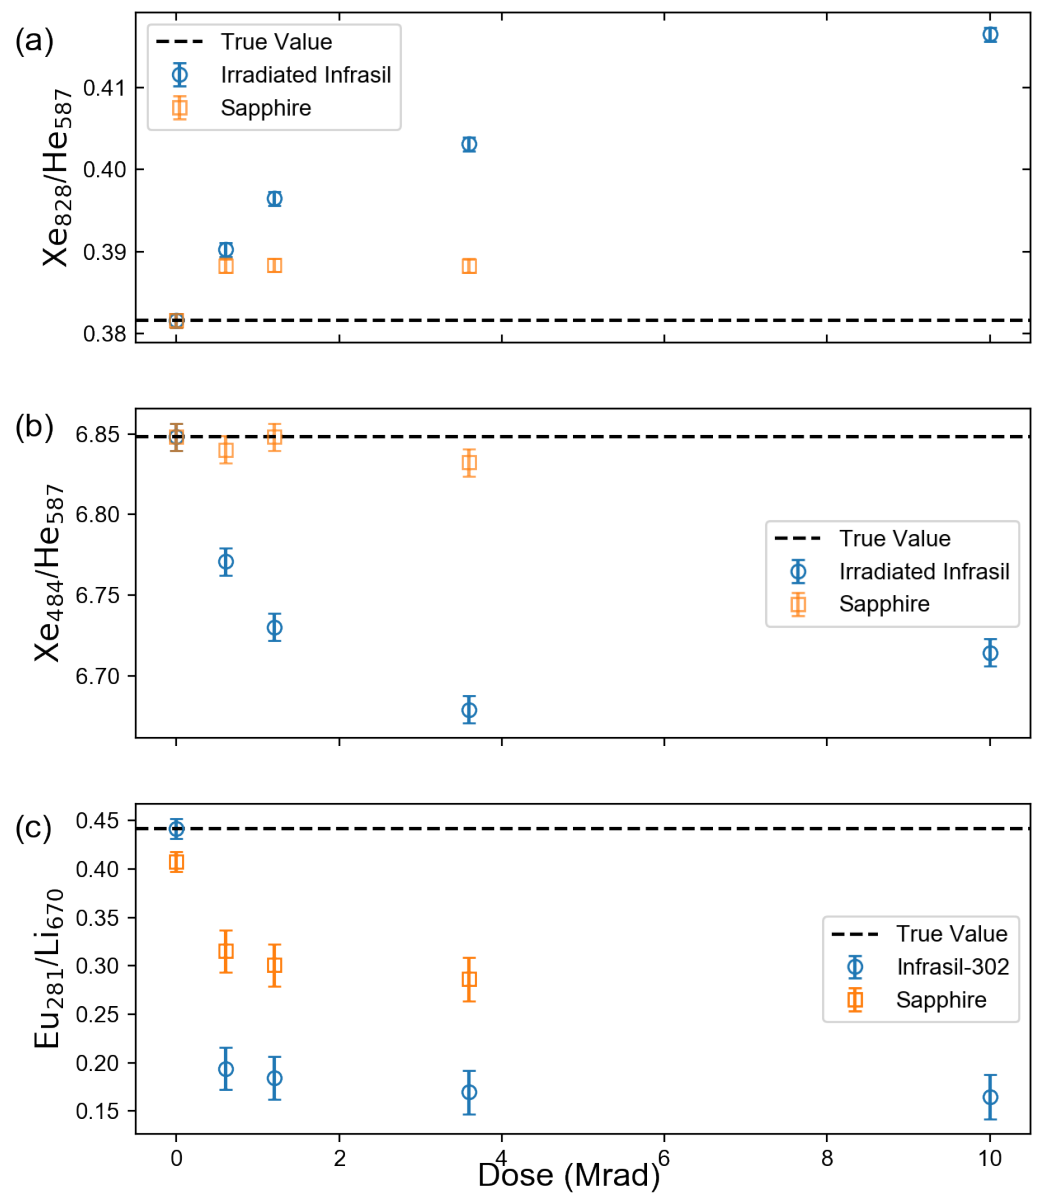 (a)
True Value
Irradiated Infrasil
Sapphire
Xe828/He587
0.41
0.40
0.39
0.38
(b)
Xe484/He587
6.85
6.80
6.75
6.70
True Value
Irradiated Infrasil
Sapphire
(c)
Eu281/Li670
0.45
0.40
0.35
0.30
0.25
0.20
0.15
True Value
Infrasil-302
Sapphire
0 2 4 6 8 10
Dose (Mrad)